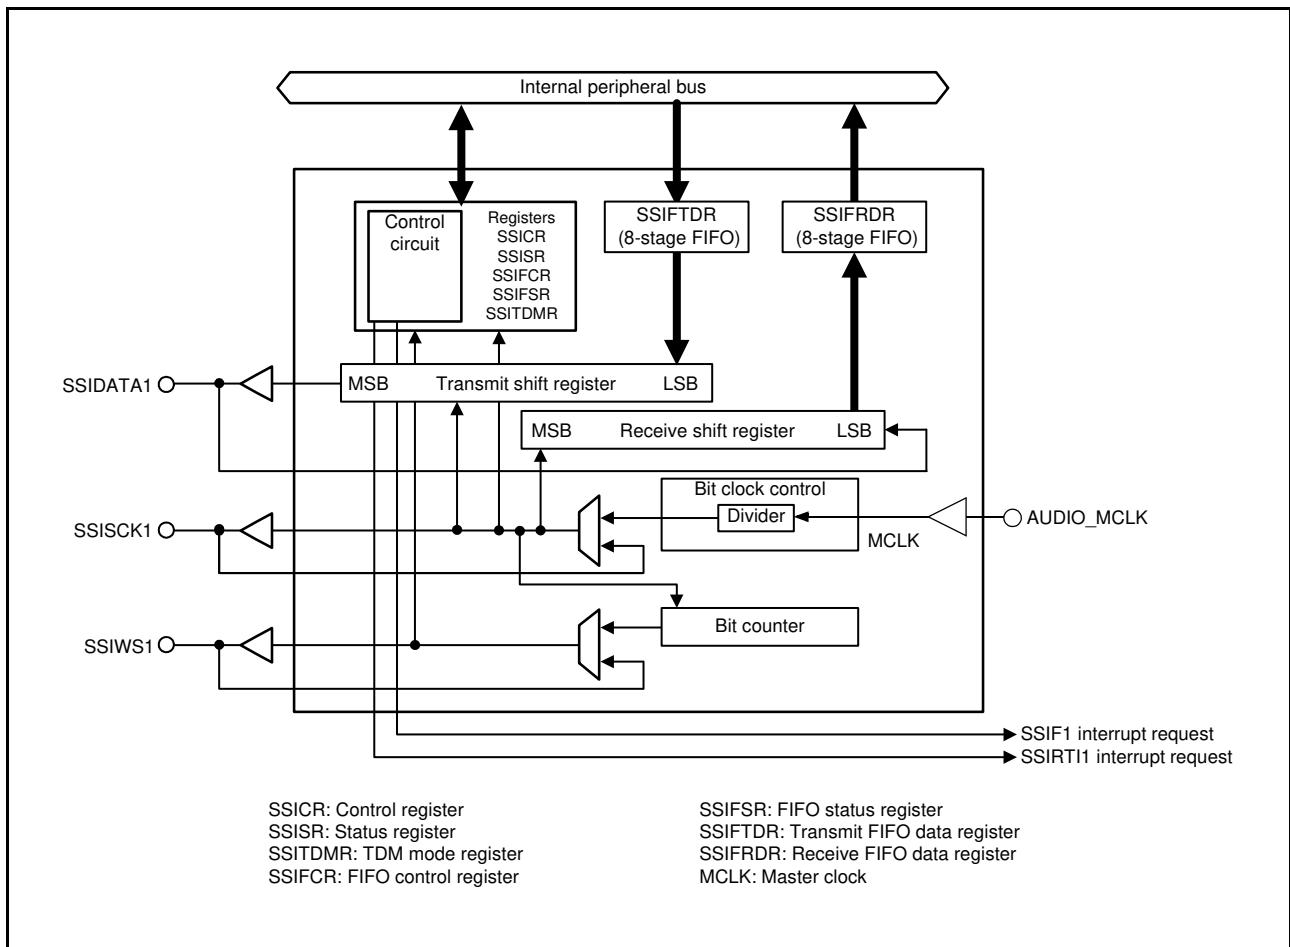 Internal peripheral bus
Control
circuit
Registers
SSICR
SSISR
SSIFCR
SSIFSR
SSITDMR
SSIFTDR
(8-stage FIFO)
SSIFRDR
(8-stage FIFO)
SSIDATA1
MSB Transmit shift register LSB
MSB Receive shift register LSB
SSISCK1
Bit clock control
Divider
MCLK
AUDIO_MCLK
SSIWS1
Bit counter
SSIF1 interrupt request
SSIRTI1 interrupt request
SSICR: Control register
SSISR: Status register
SSITDMR: TDM mode register
SSIFCR: FIFO control register
SSIFSR: FIFO status register
SSIFTDR: Transmit FIFO data register
SSIFRDR: Receive FIFO data register
MCLK: Master clock